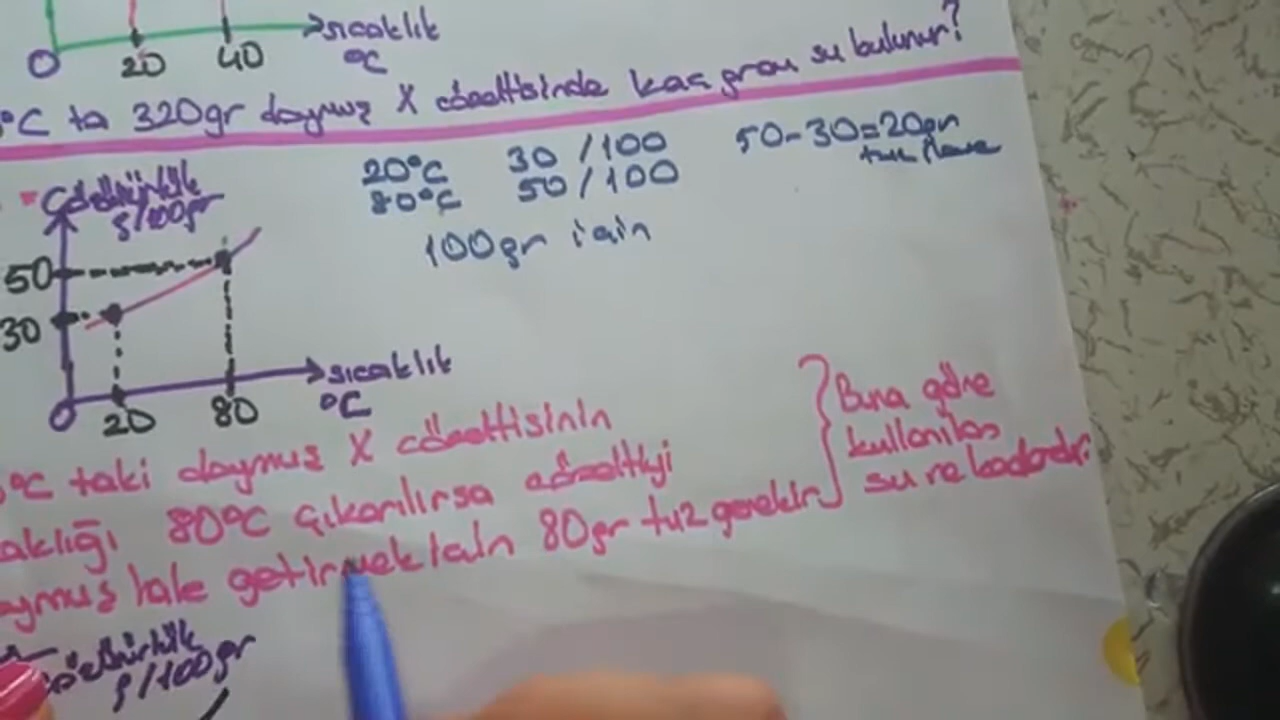 sıcaklık
0 20 40 °C
°C ta 320gr doymuş X çözeltisinde kaç gram su bulunur?
20°C 30/100 50-30=20gr
80°C 50/100 tuz ilave
100gr için
Çözünürlük
g/100gr
50
30
sıcaklık
0 20 80 °C
°C taki doymuş X çözeltisinin
aklığı 80°C çıkarılırsa çözeltiyi
ymuş hale getirmek için 80gr tuz gerekir
Buna göre
kullanılan
su ne kadardır?
çözünürlük
g/100gr